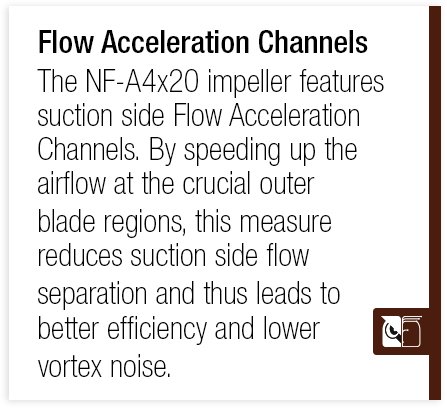 Flow Acceleration Channels
The NF-A4x20 impeller features
suction side Flow Acceleration
Channels. By speeding up the
airflow at the crucial outer
blade regions, this measure
reduces suction side flow
separation and thus leads to
better efficiency and lower
vortex noise.